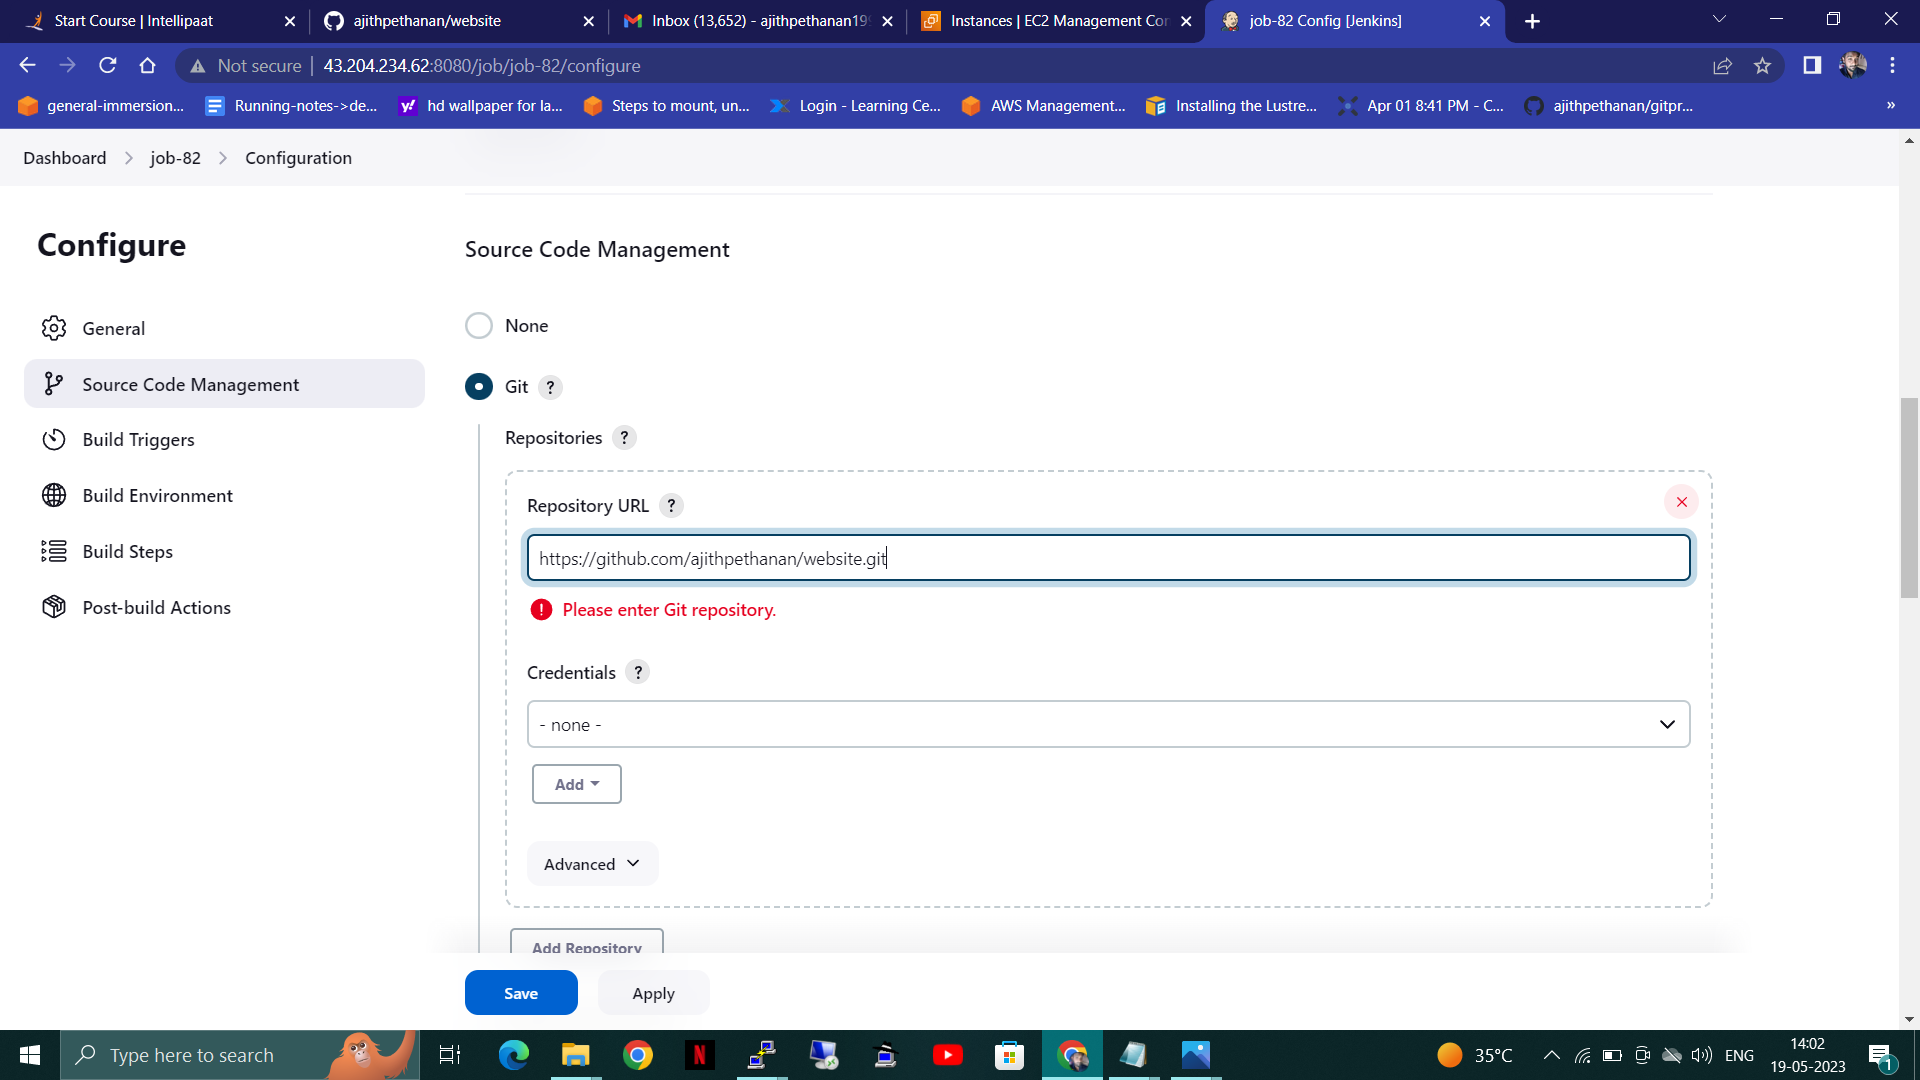 Start Course | Intellipaat
ajithpethanan/website
Inbox (13,652) - ajithpethanan199
Instances | EC2 Management Con
job-82 Config [Jenkins]
Not secure
43.204.234.62:8080/job/job-82/configure
general-immersion...
Running-notes->de...
hd wallpaper for la...
Steps to mount, un...
Login - Learning Ce...
AWS Management...
Installing the Lustre...
Apr 01 8:41 PM - C...
ajithpethanan/gitpr...
»
Dashboard > job-82 > Configuration
Configure
General
Source Code Management
Build Triggers
Build Environment
Build Steps
Post-build Actions
Source Code Management
None
Git ?
Repositories ?
Repository URL ?
https://github.com/ajithpethanan/website.git
! Please enter Git repository.
Credentials ?
- none -
Add
Advanced
Add Repository
Save
Apply
Type here to search
35°C
ENG
14:02
19-05-2023
1